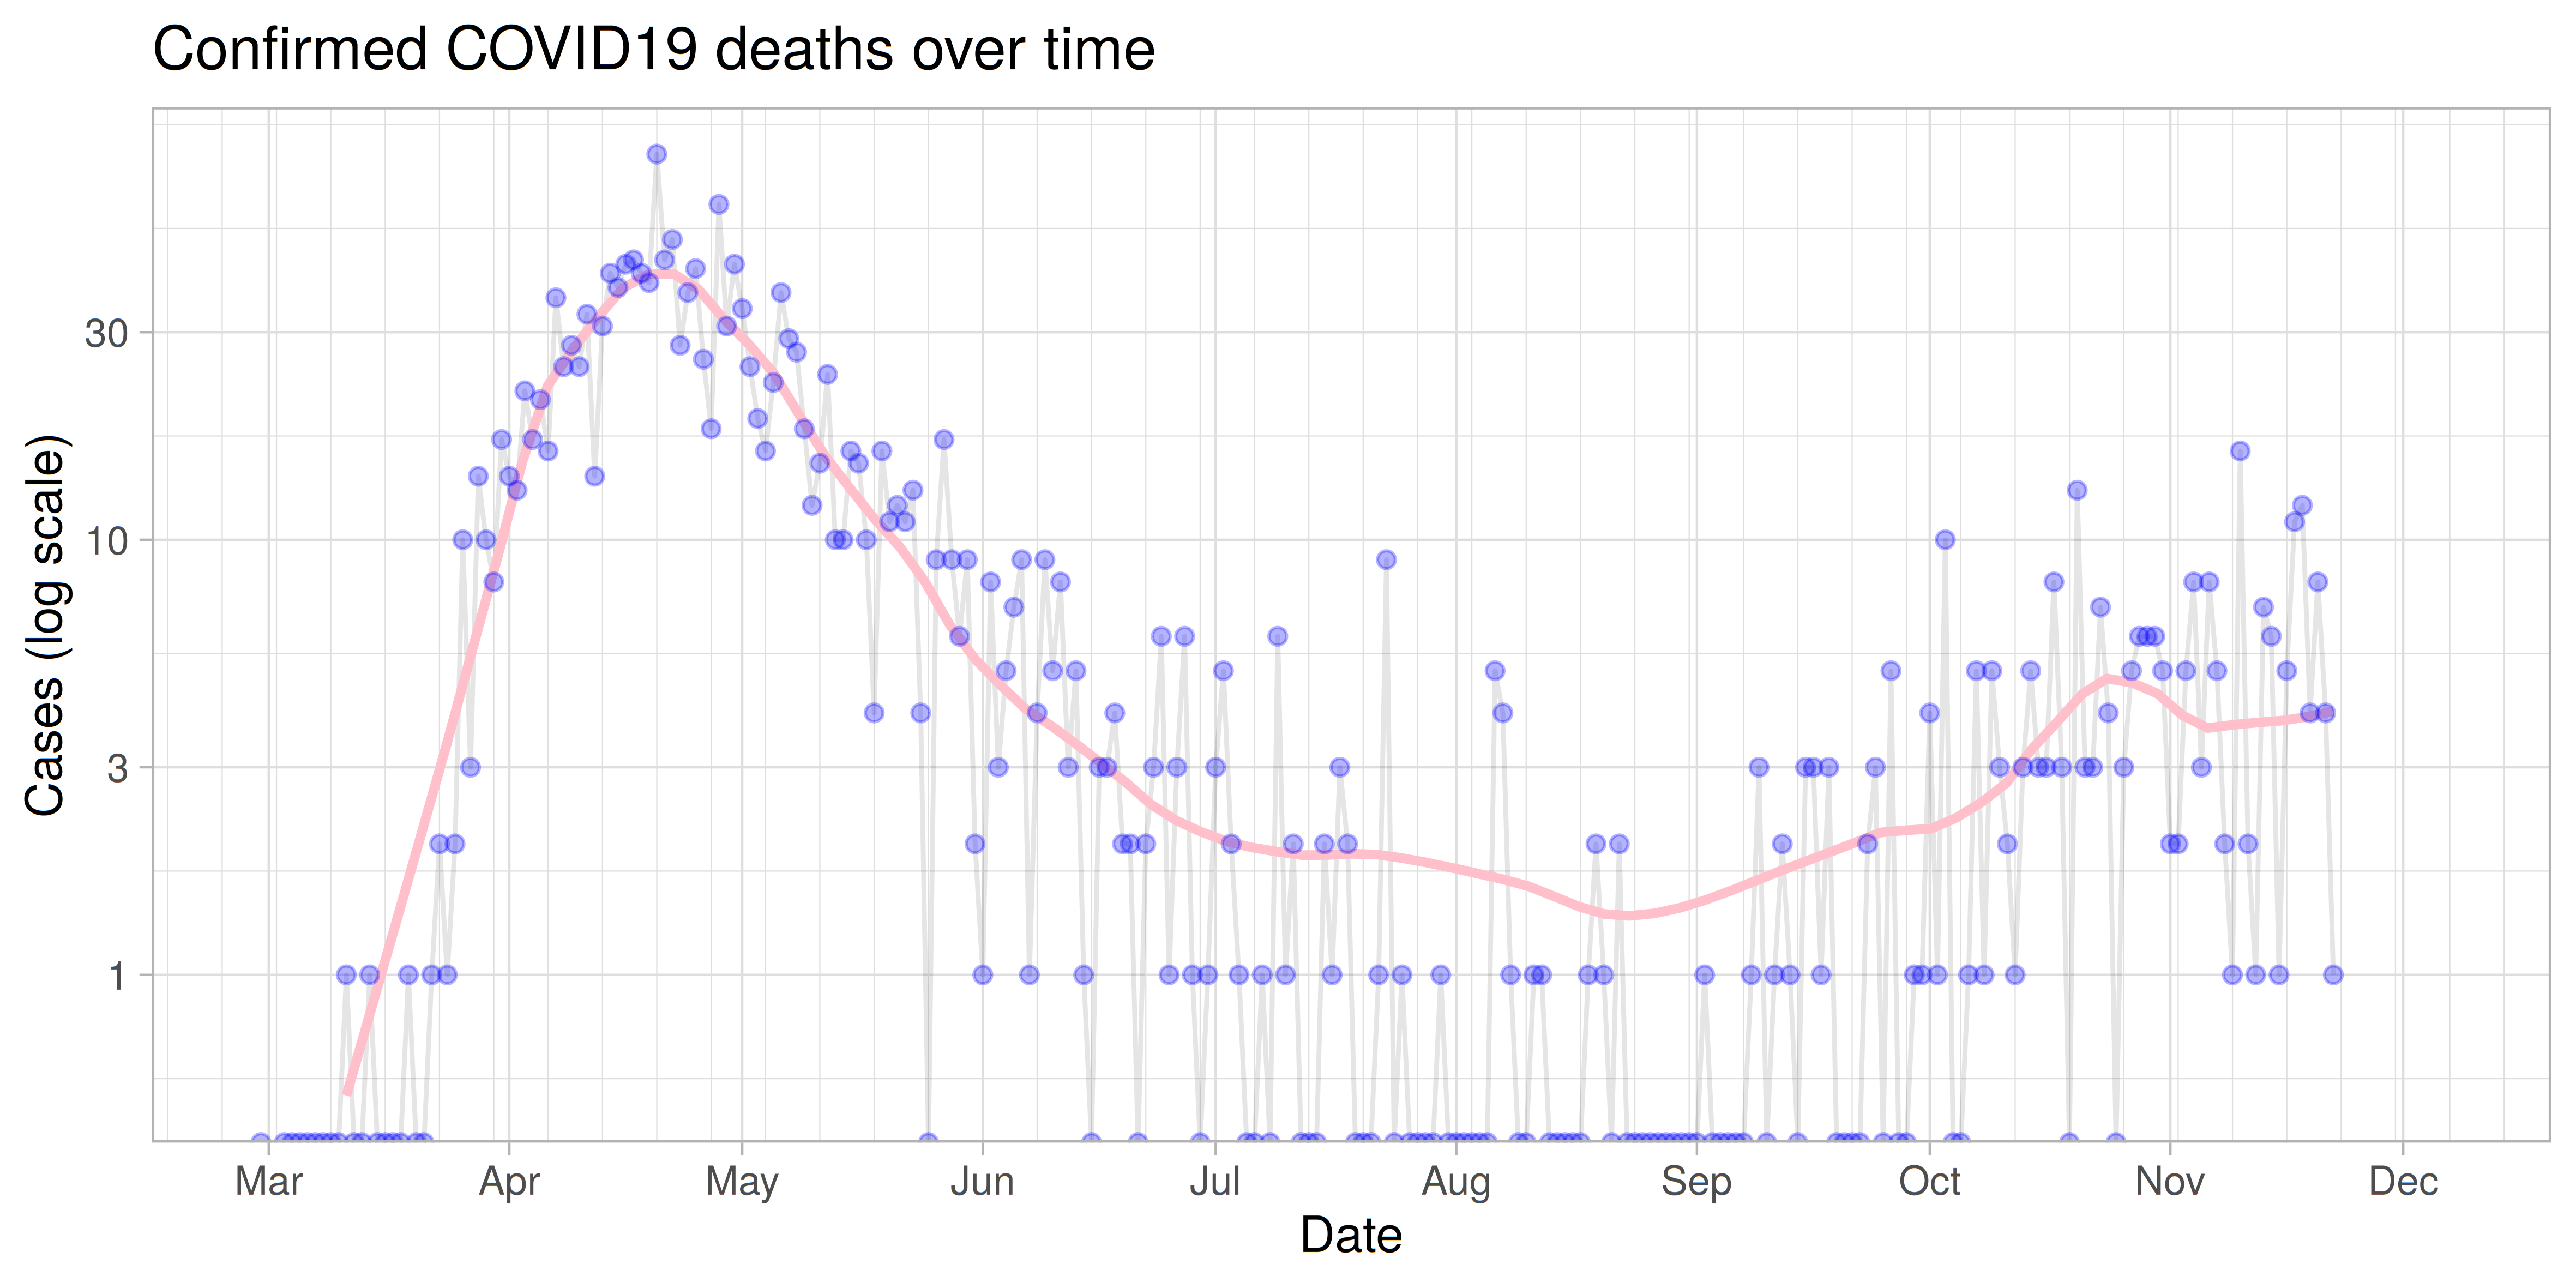 Confirmed COVID19 deaths over time
Cases (log scale)
30
10
3
1
Mar Apr May Jun Jul Aug Sep Oct Nov Dec
Date